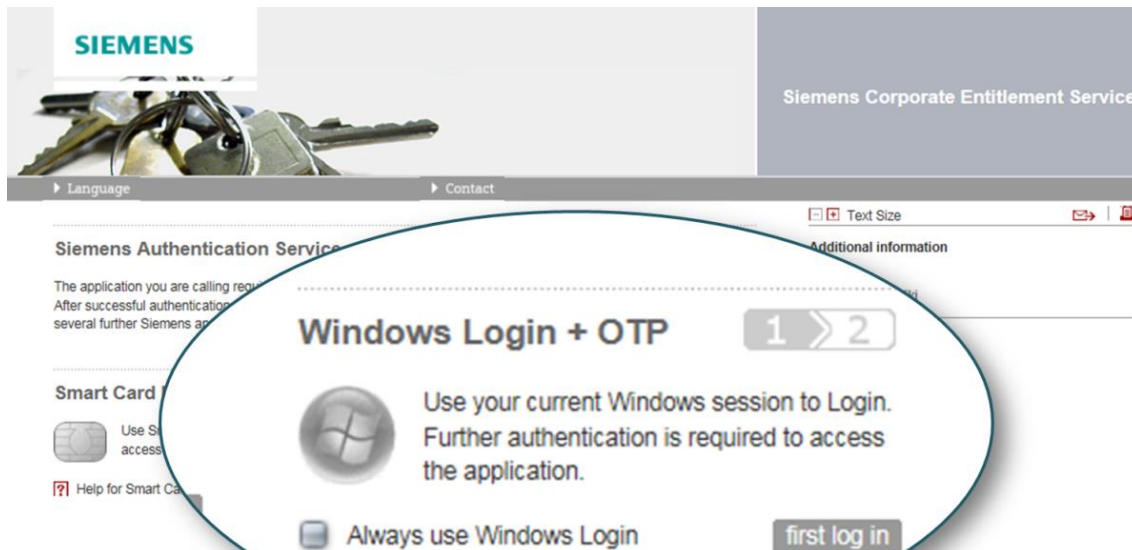 SIEMENS
Siemens Corporate Entitlement Service
Language
Contact
Text Size
Siemens Authentication Service
Additional information
The application you are calling
After successful authentication
several further Siemens
Windows Login + OTP
1 2
Smart Card
Use your current Windows session to Login.
Further authentication is required to access
the application.
Use
access
? Help for Smart
Always use Windows Login
first log in